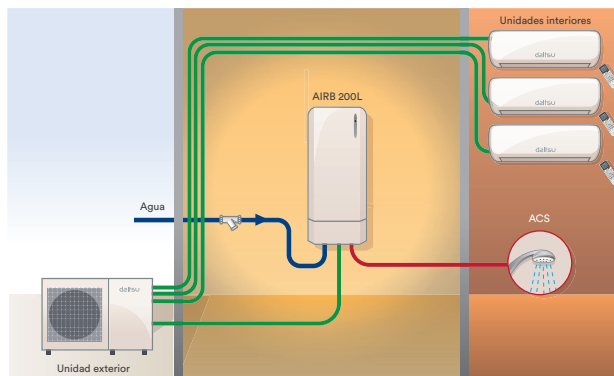 Unidades interiores
daitsu
AIRB 200L
daitsu
daitsu
Agua
ACS
daitsu
Unidad exterior